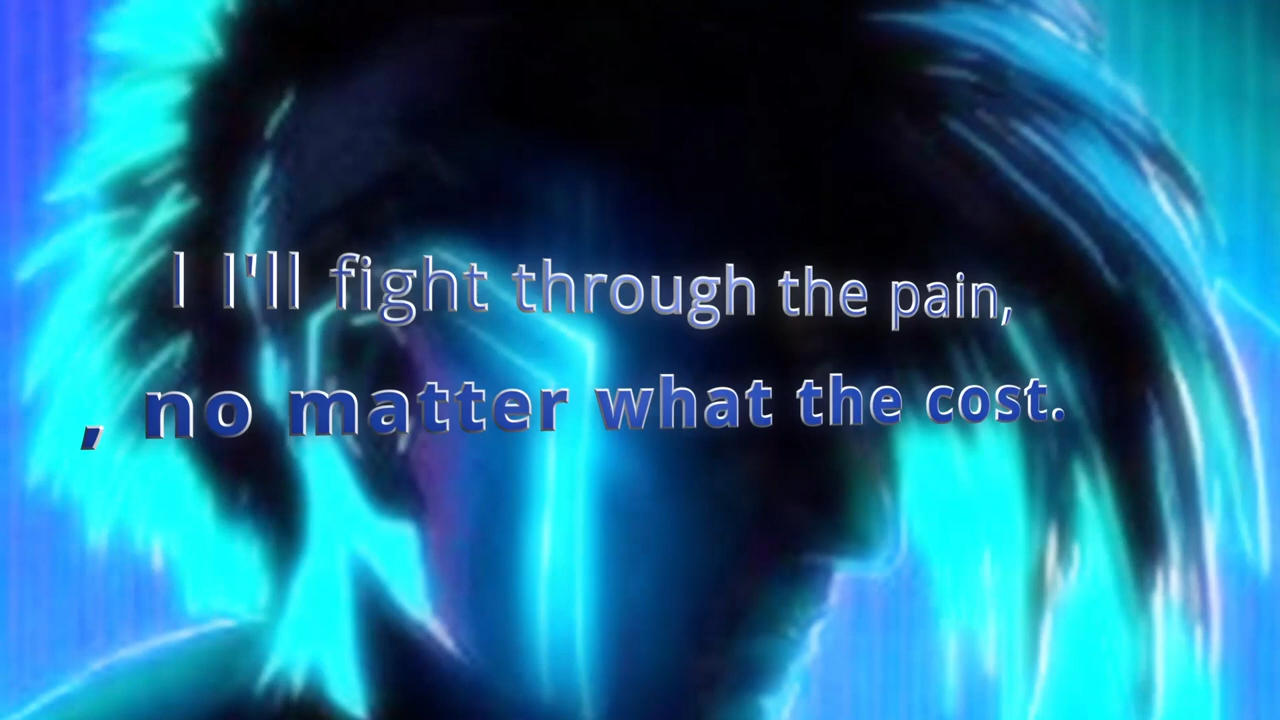 I I'll fight through the pain,
, no matter what the cost.